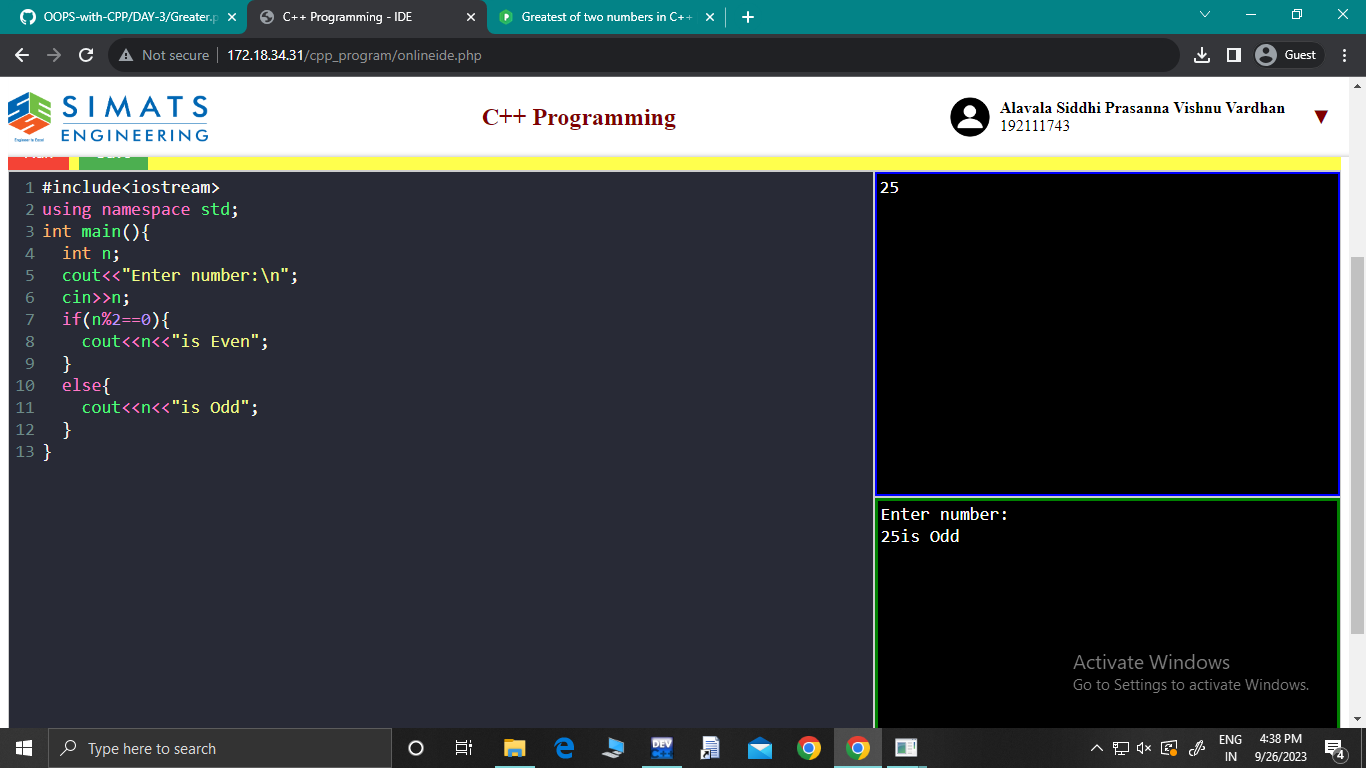 OOPS-with-CPP/DAY-3/Greater.p
C++ Programming - IDE
Greatest of two numbers in C++
Not secure
172.18.34.31/cpp_program/onlineide.php
Guest
SIMATS
ENGINEERING
Engineer to Excel
C++ Programming
Alavala Siddhi Prasanna Vishnu Vardhan
192111743
1 #include<iostream>
2 using namespace std;
3 int main(){
4 int n;
5 cout<<"Enter number:\n";
6 cin>>n;
7 if(n%2==0){
8 cout<<n<<"is Even";
9 }
10 else{
11 cout<<n<<"is Odd";
12 }
13 }
25
Enter number:
25is Odd
Activate Windows
Go to Settings to activate Windows.
Type here to search
DEV
ENG
IN
4:38 PM
9/26/2023
4